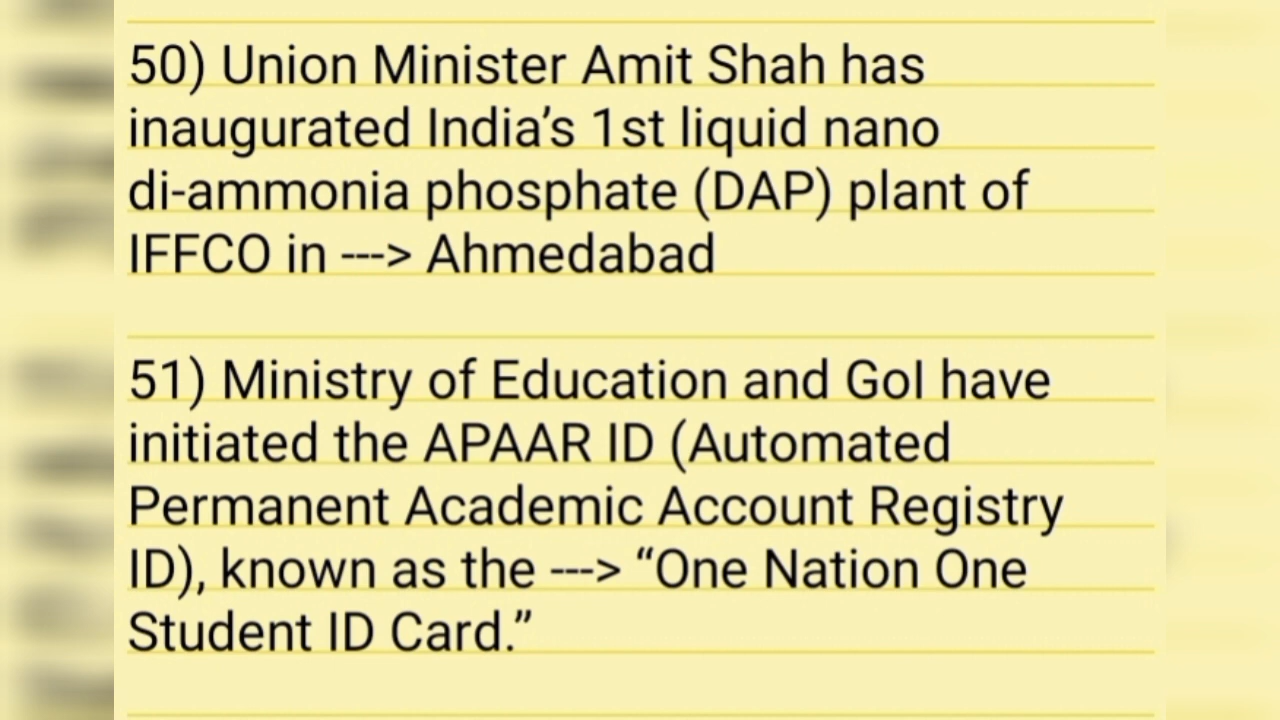 50) Union Minister Amit Shah has
inaugurated India’s 1st liquid nano
di-ammonia phosphate (DAP) plant of
IFFCO in ---> Ahmedabad
51) Ministry of Education and GoI have
initiated the APAAR ID (Automated
Permanent Academic Account Registry
ID), known as the ---> “One Nation One
Student ID Card.”